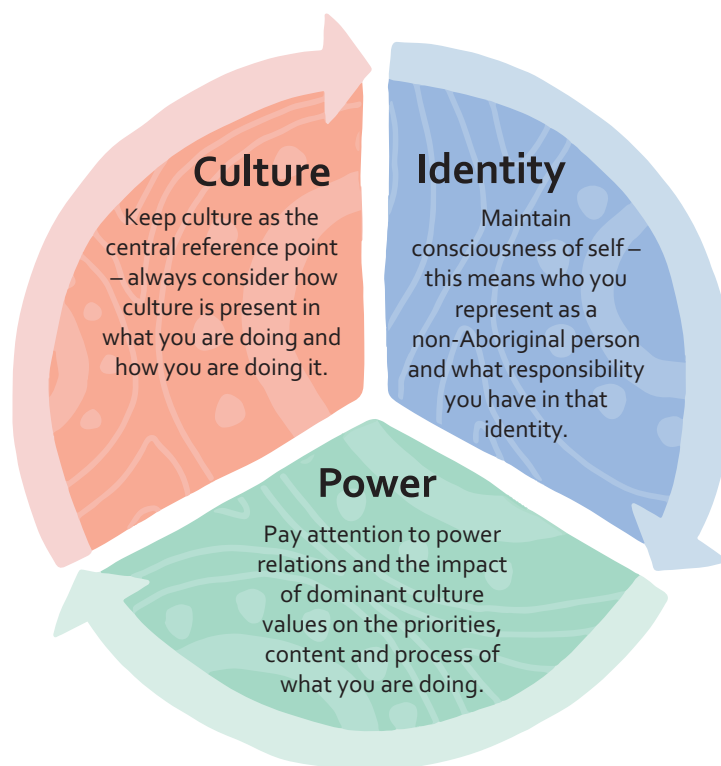 Culture
Keep culture as the
central reference point
– always consider how
culture is present in
what you are doing and
how you are doing it.
Identity
Maintain
consciousness of self –
this means who you
represent as a
non-Aboriginal person
and what responsibility
you have in that
identity.
Power
Pay attention to power
relations and the impact
of dominant culture
values on the priorities,
content and process of
what you are doing.